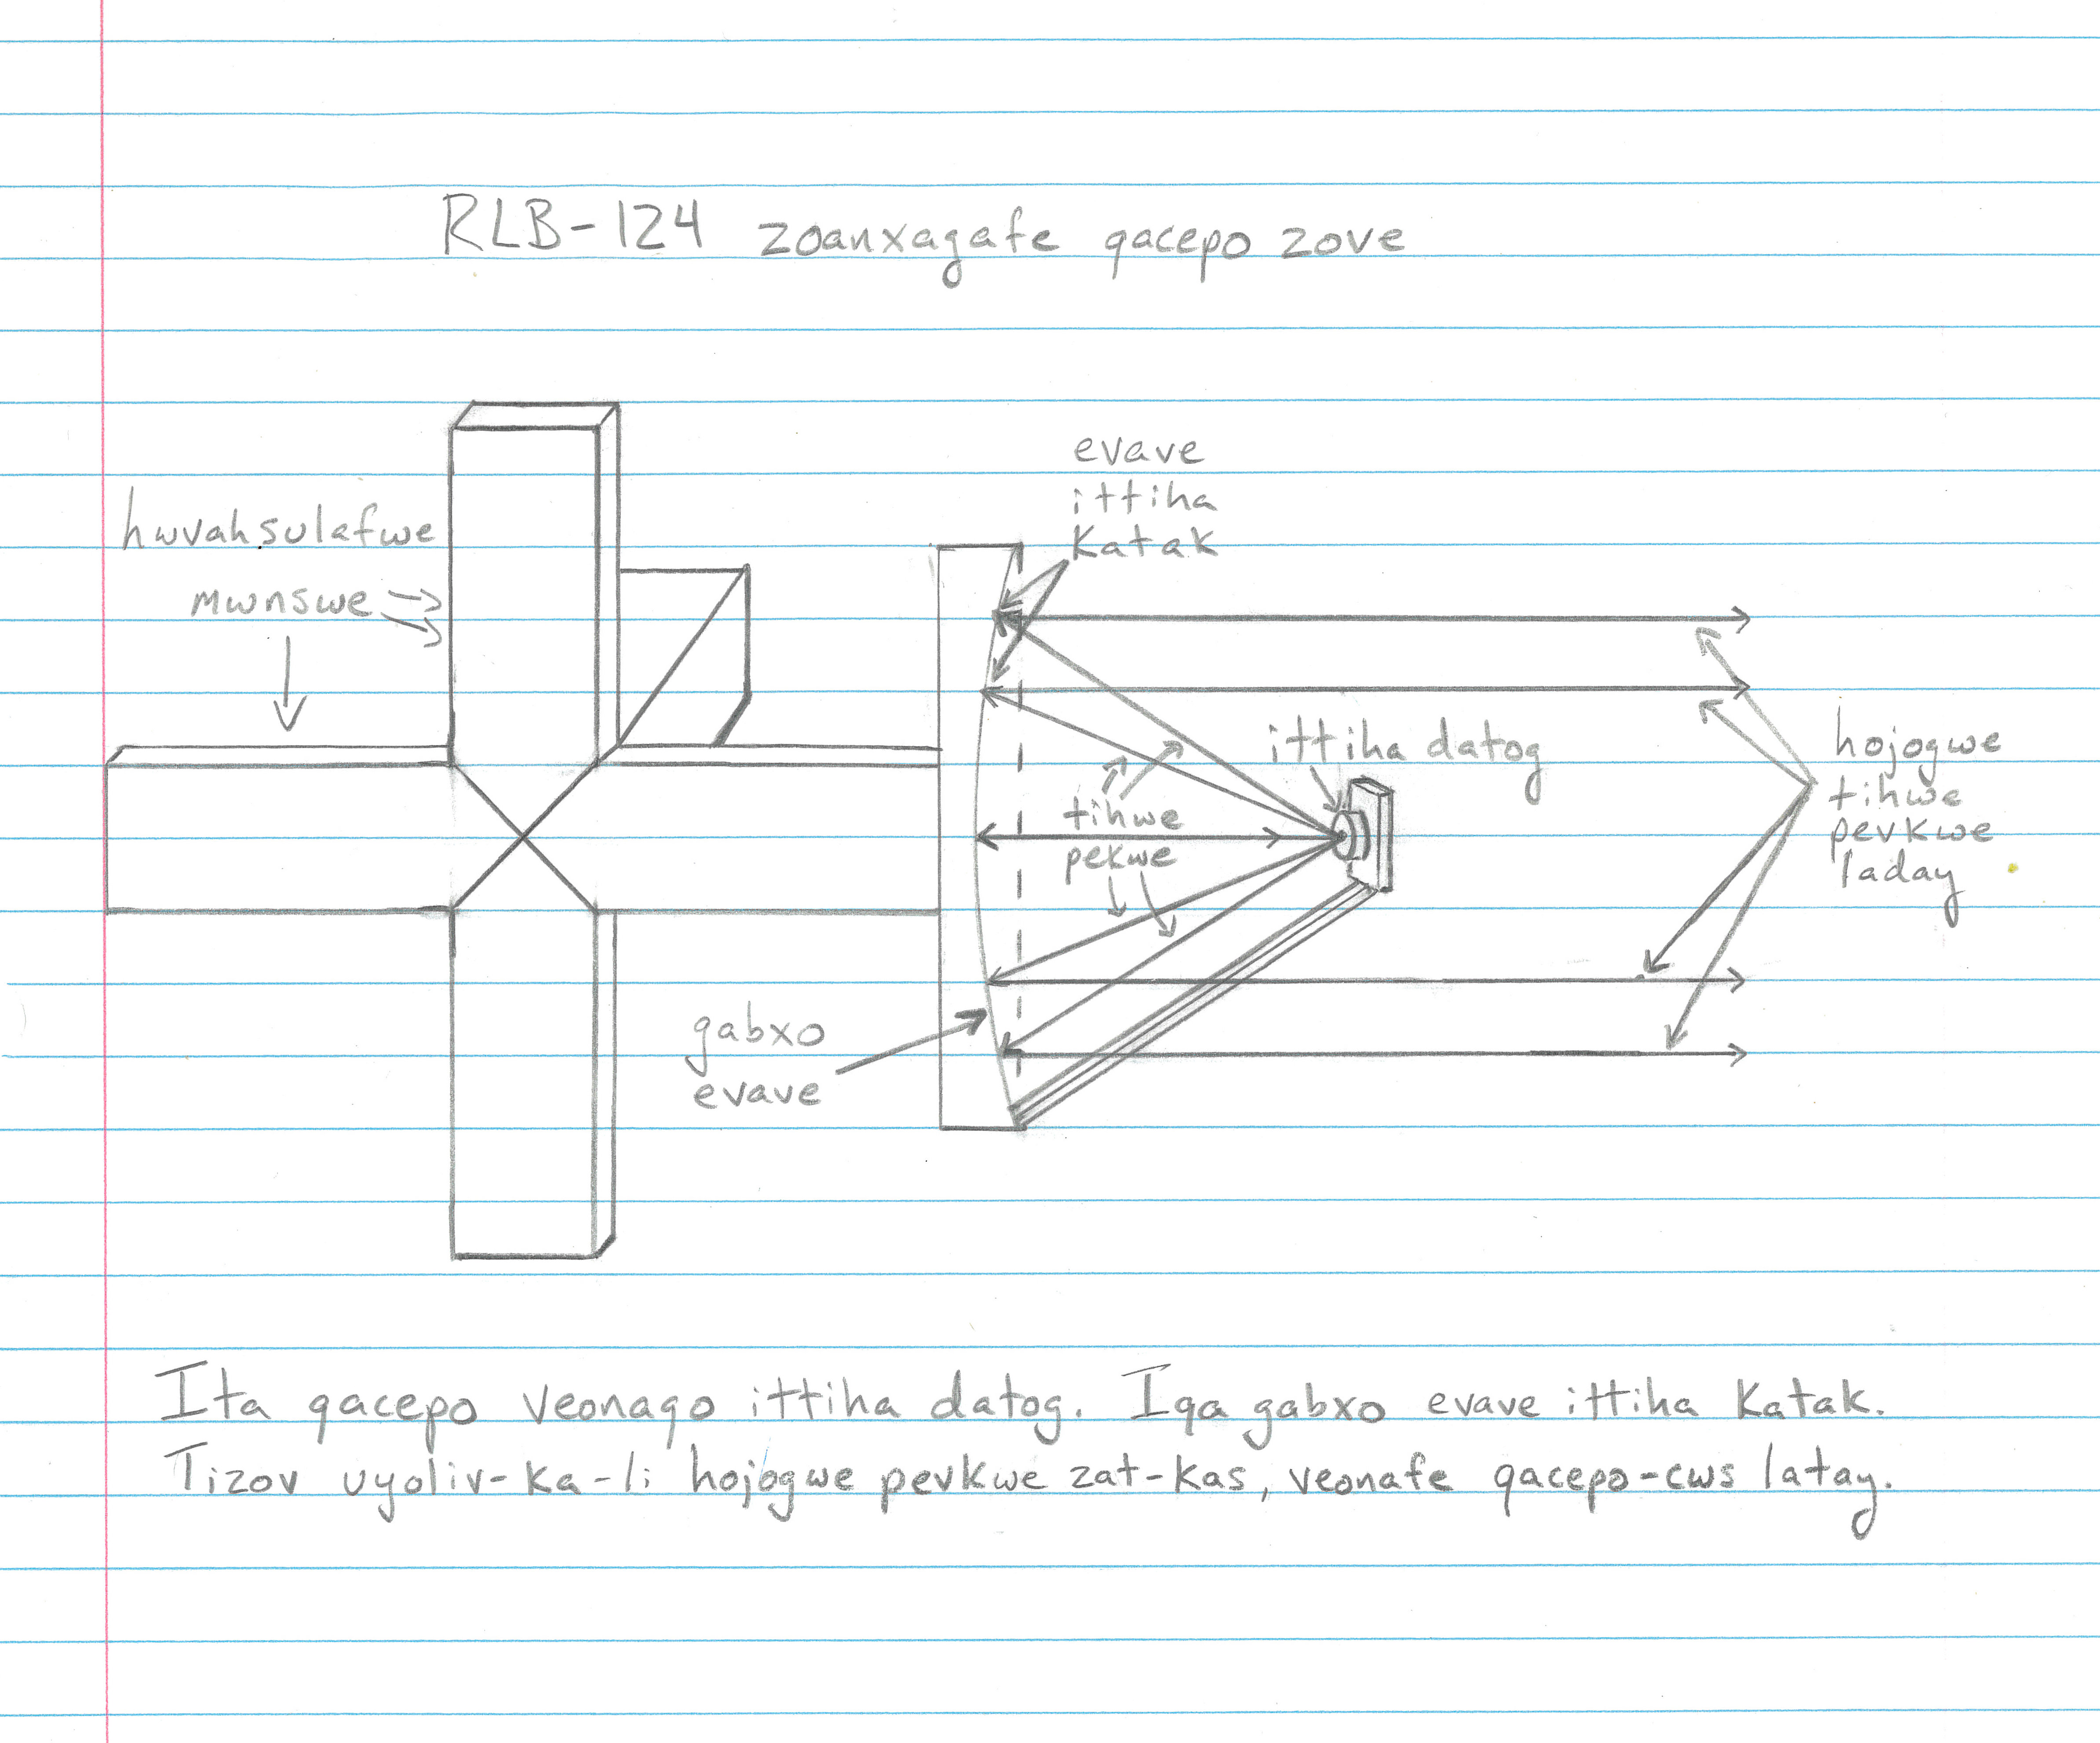 RLB-124 zoanxagafe qacepo zove
evave
ittiha
katak
hwvahsulafwe
mwnswe
ittiha datog
hojogwe
tihwe
pevkwe
laday
tihwe
pekwe
gabxo
evave
Ita qacepo veonaqo ittiha datog. Iqa gabxo evave ittiha katak.
Tizov uyoliv-ka-li hojogwe pevkwe zat-kas, veonafe qacepo-cws latay.